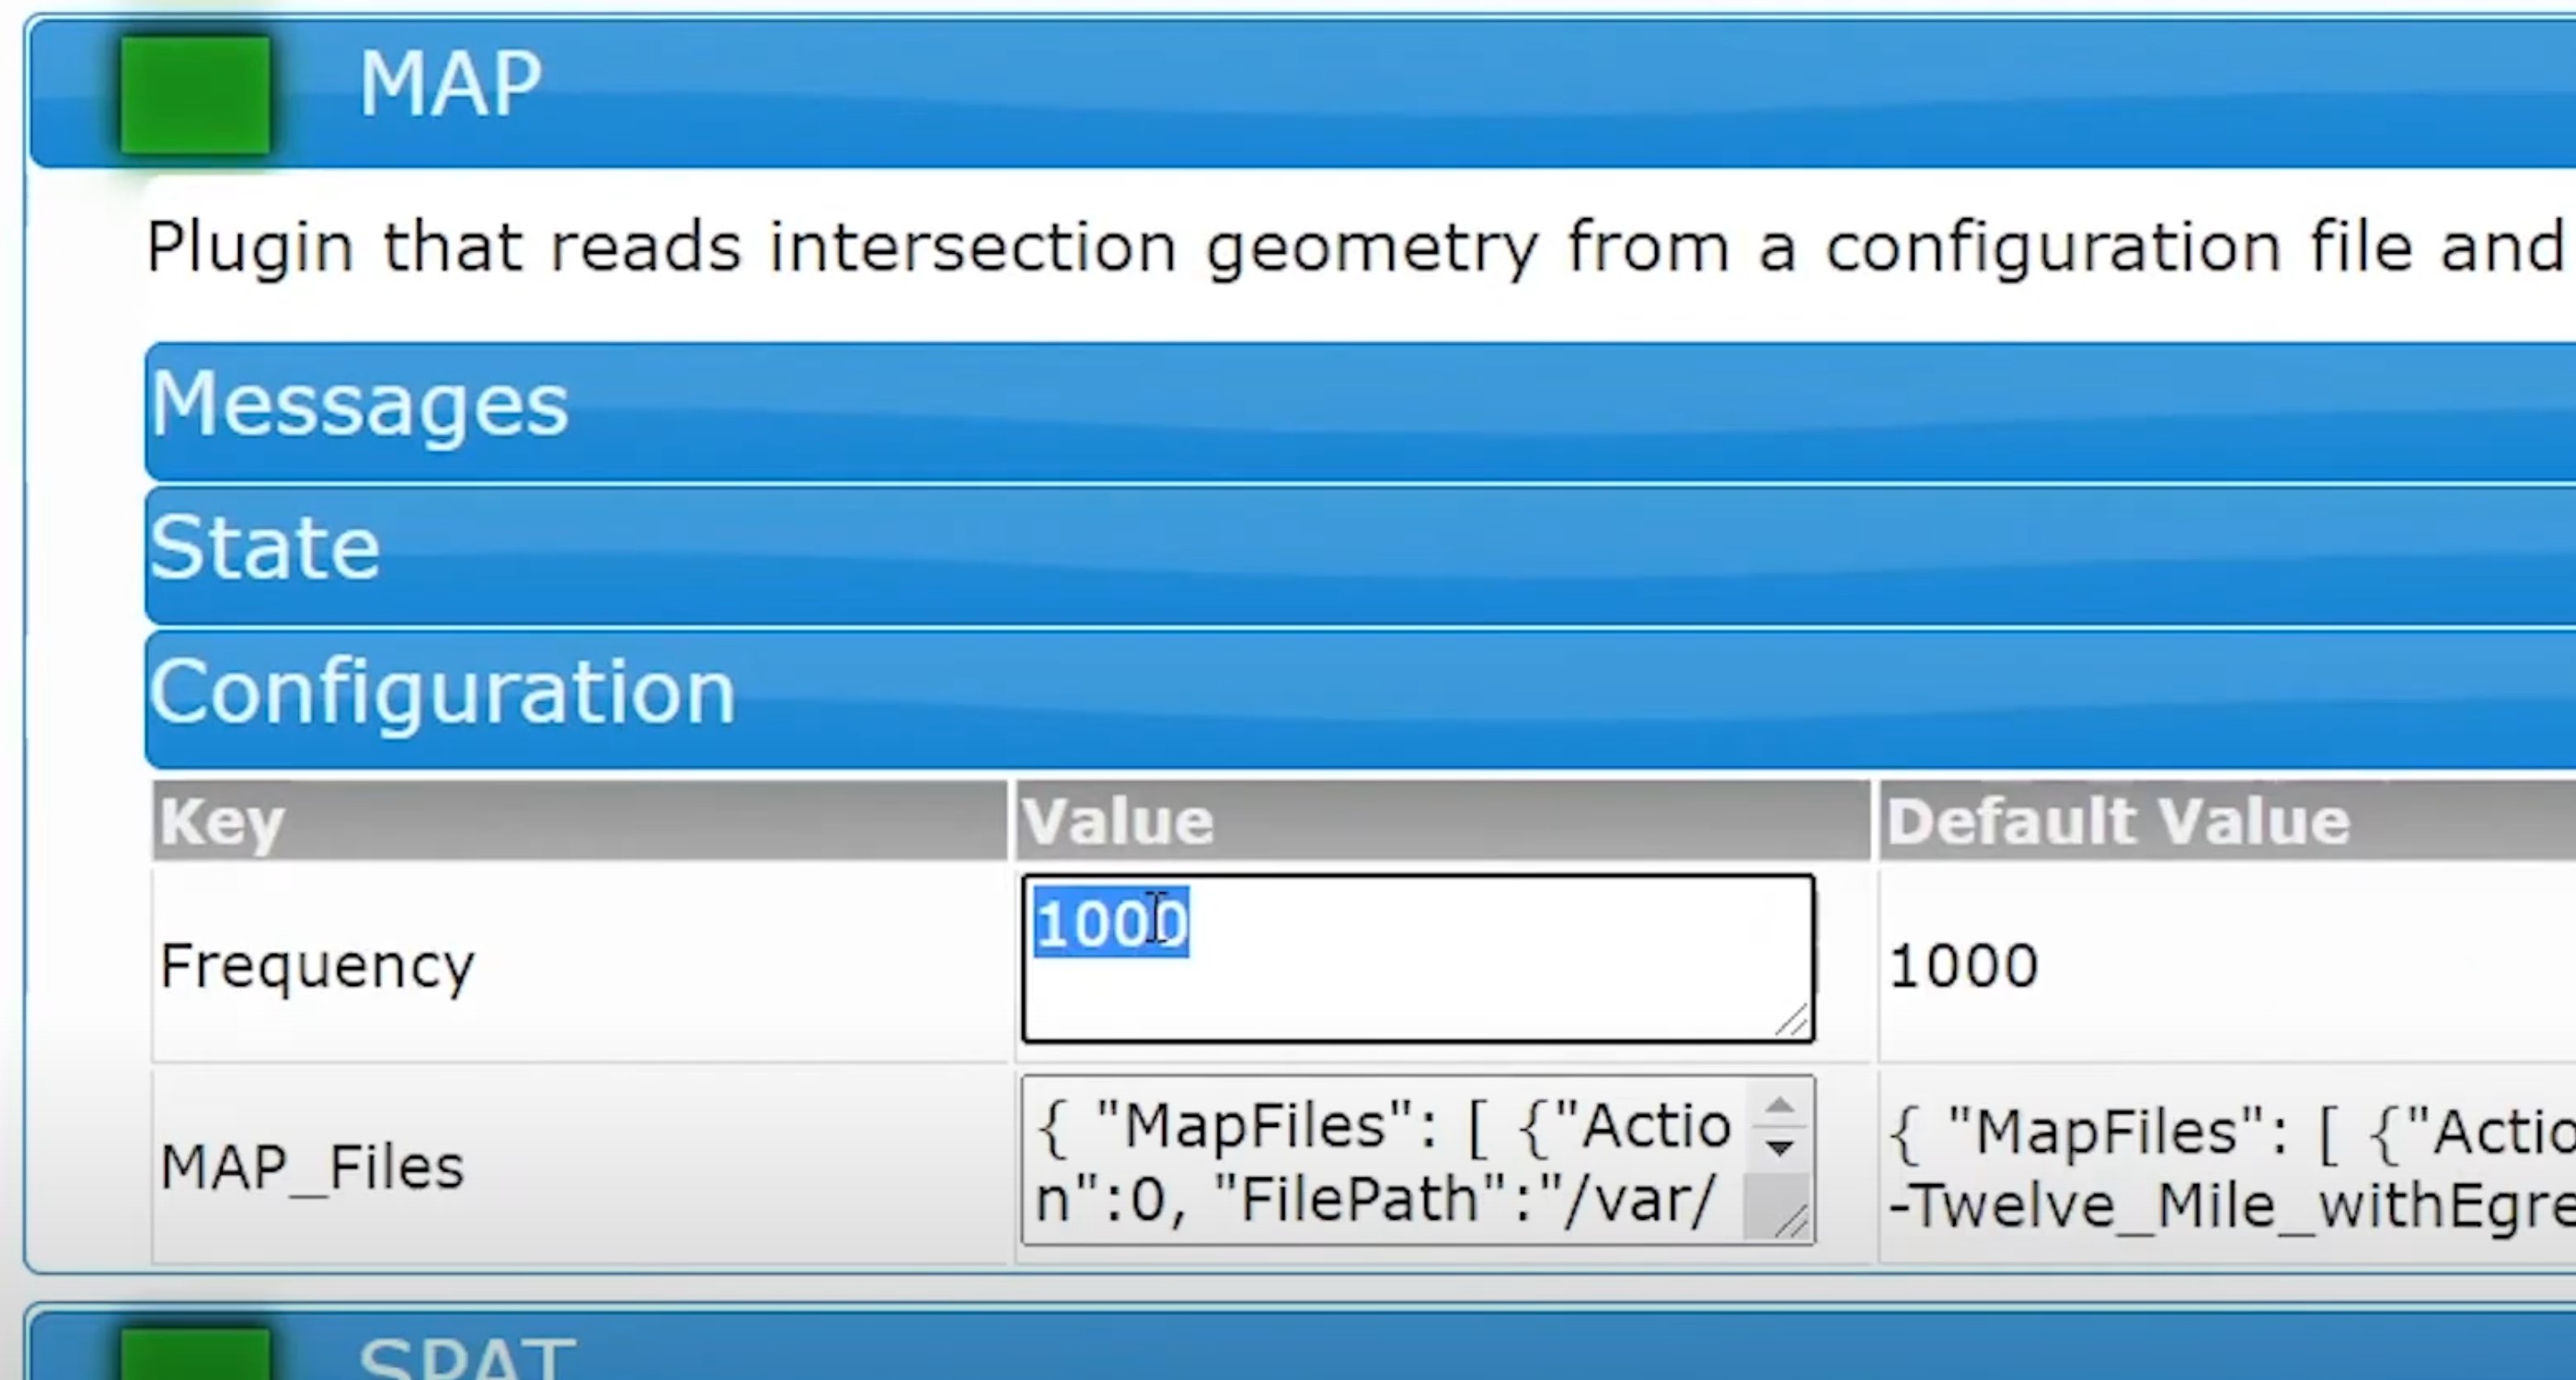 MAP
Plugin that reads intersection geometry from a configuration file and
Messages
State
Configuration
Key Value Default Value
Frequency 1000 1000
MAP_Files { "MapFiles": [ {"Actio { "MapFiles": [ {"Actio
n":0, "FilePath":"/var/ -Twelve_Mile_withEgre
SPAT